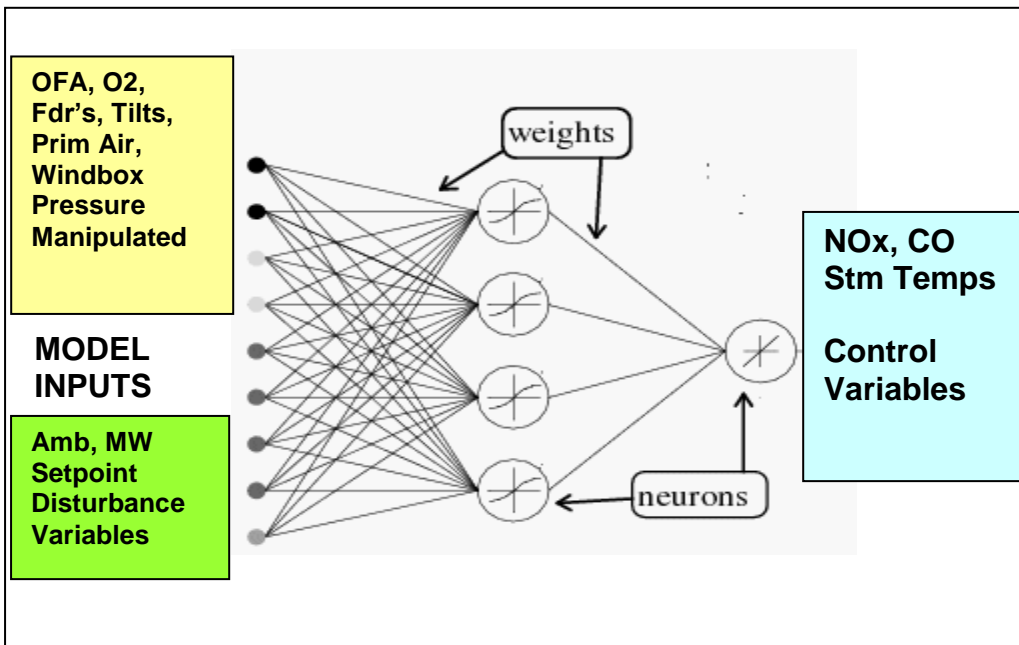 OFA, O2,
Fdr's, Tilts,
Prim Air,
Windbox
Pressure
Manipulated
MODEL
INPUTS
Amb, MW
Setpoint
Disturbance
Variables
weights
neurons
NOx, CO
Stm Temps
Control
Variables